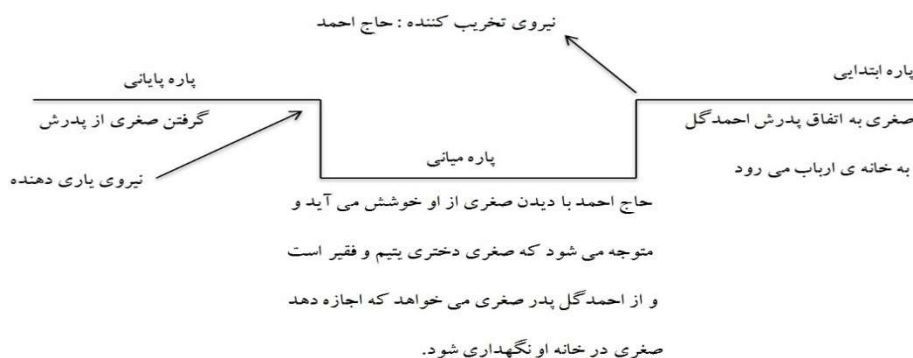 نیروی تخریب کننده : حاج احمد
پاره ابتدایی
صغری به اتفاق پدرش احمدگل
به خانه ی ارباب می رود
پاره میانی
حاج احمد با دیدن صغری از او خوشش می آید و
متوجه می شود که صغری دختری یتیم و فقیر است
و از احمدگل پدر صغری می خواهد که اجازه دهد
صغری در خانه او نگهداری شود.
پاره پایانی
گرفتن صغری از پدرش
نیروی یاری دهنده